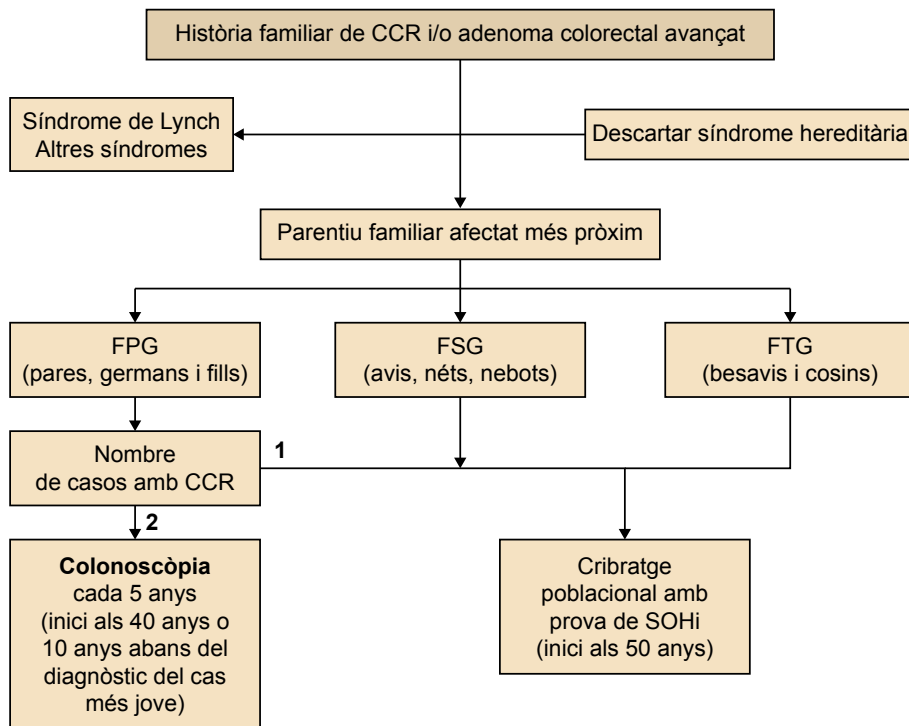 Història familiar de CCR i/o adenoma colorectal avançat
Síndrome de Lynch
Altres síndromes
Descartar síndrome hereditària
Parentiu familiar afectat més pròxim
FPG
(pares, germans i fills)
FSG
(avis, néts, nebots)
FTG
(besavis i cosins)
Nombre
de casos amb CCR
1
2
Colonoscòpia
cada 5 anys
(inici als 40 anys o
10 anys abans del
diagnòstic del cas
més jove)
Cribratge
poblacional amb
prova de SOHi
(inici als 50 anys)